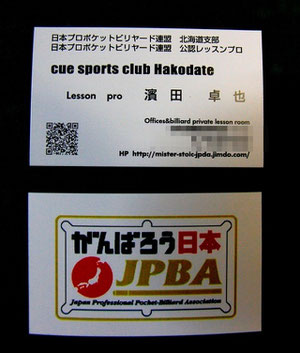 日本プロポケットビリヤード連盟 北海道支部
日本プロポケットビリヤード連盟 公認レッスンプロ
cue sports club Hakodate
Lesson pro 濱田 卓也
Offices&billiard private lesson room
HP http://mister-stoic-jpda.jimdo.com/
がんばろう日本
JPBA
Japan Professional Pocket-Billiard Association